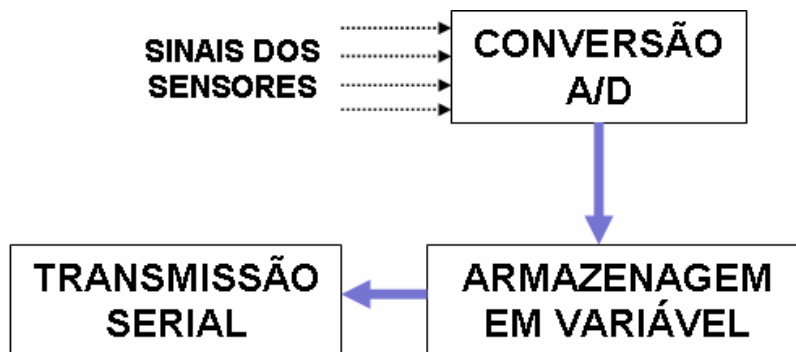 SINAIS DOS
SENSORES
CONVERSÃO
A/D
TRANSMISSÃO
SERIAL
ARMAZENAGEM
EM VARIÁVEL